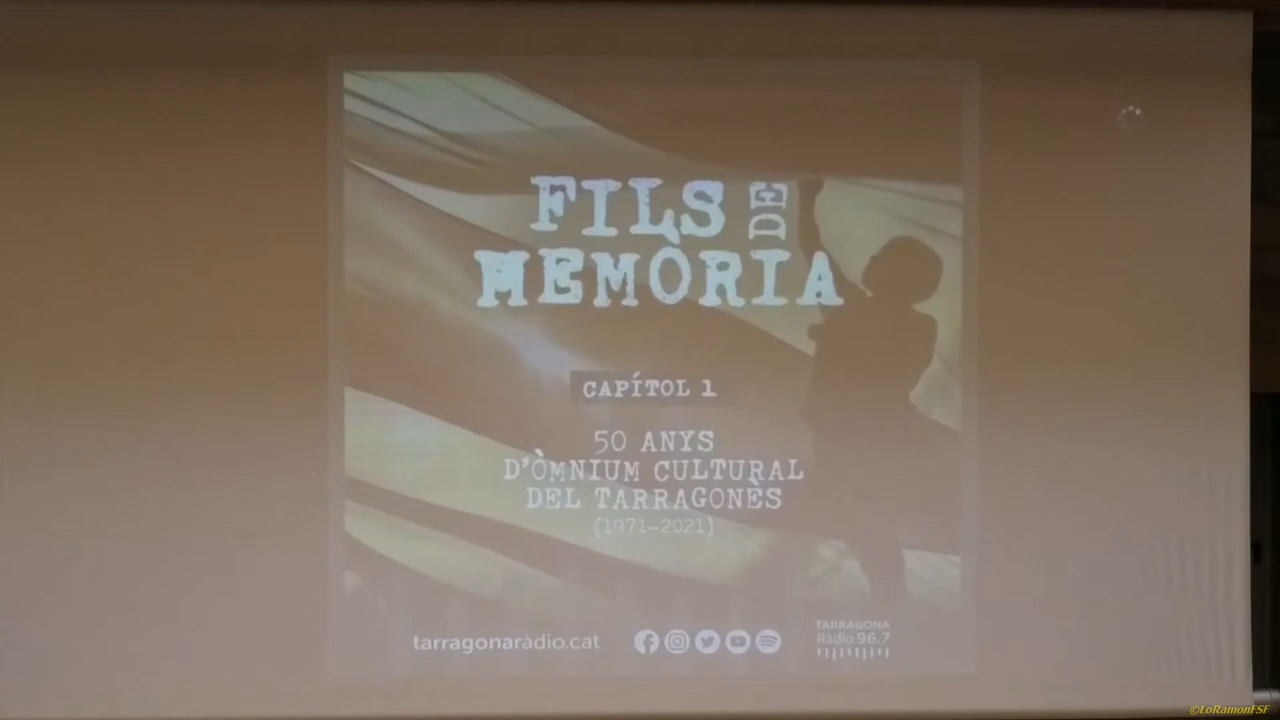 FILS DE
MEMÒRIA
CAPÍTOL 1
50 ANYS
D'ÒMNIUM CULTURAL
DEL TARRAGONÈS
(1971-2021)
tarragonaràdio.cat
TARRAGONA
Ràdio 96.7
©LoRamonFSF